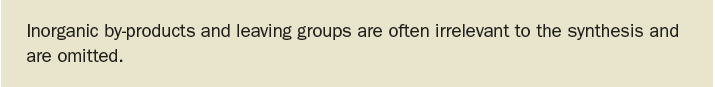 Inorganic by-products and leaving groups are often irrelevant to the synthesis and
are omitted.